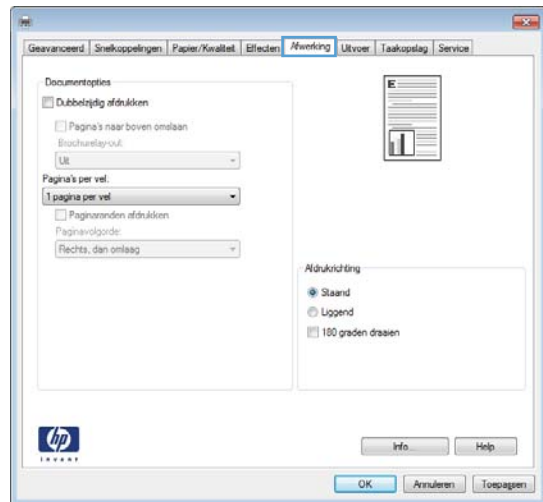 Geavanceerd Snelkoppelingen Papier/Kwaliteit Effecten Afwerking Uitvoer Taakopslag Service
Documentopties
Dubbelzijdig afdrukken
Pagina's naar boven omslaan
Brochurelay-out:
Uit
Pagina's per vel:
1 pagina per vel
Paginaranden afdrukken
Paginavolgorde:
Rechts, dan omlaag
E
Afdrukrichting
Staand
Liggend
180 graden draaien
hp
invent
Info... Help
OK Annuleren Toepassen